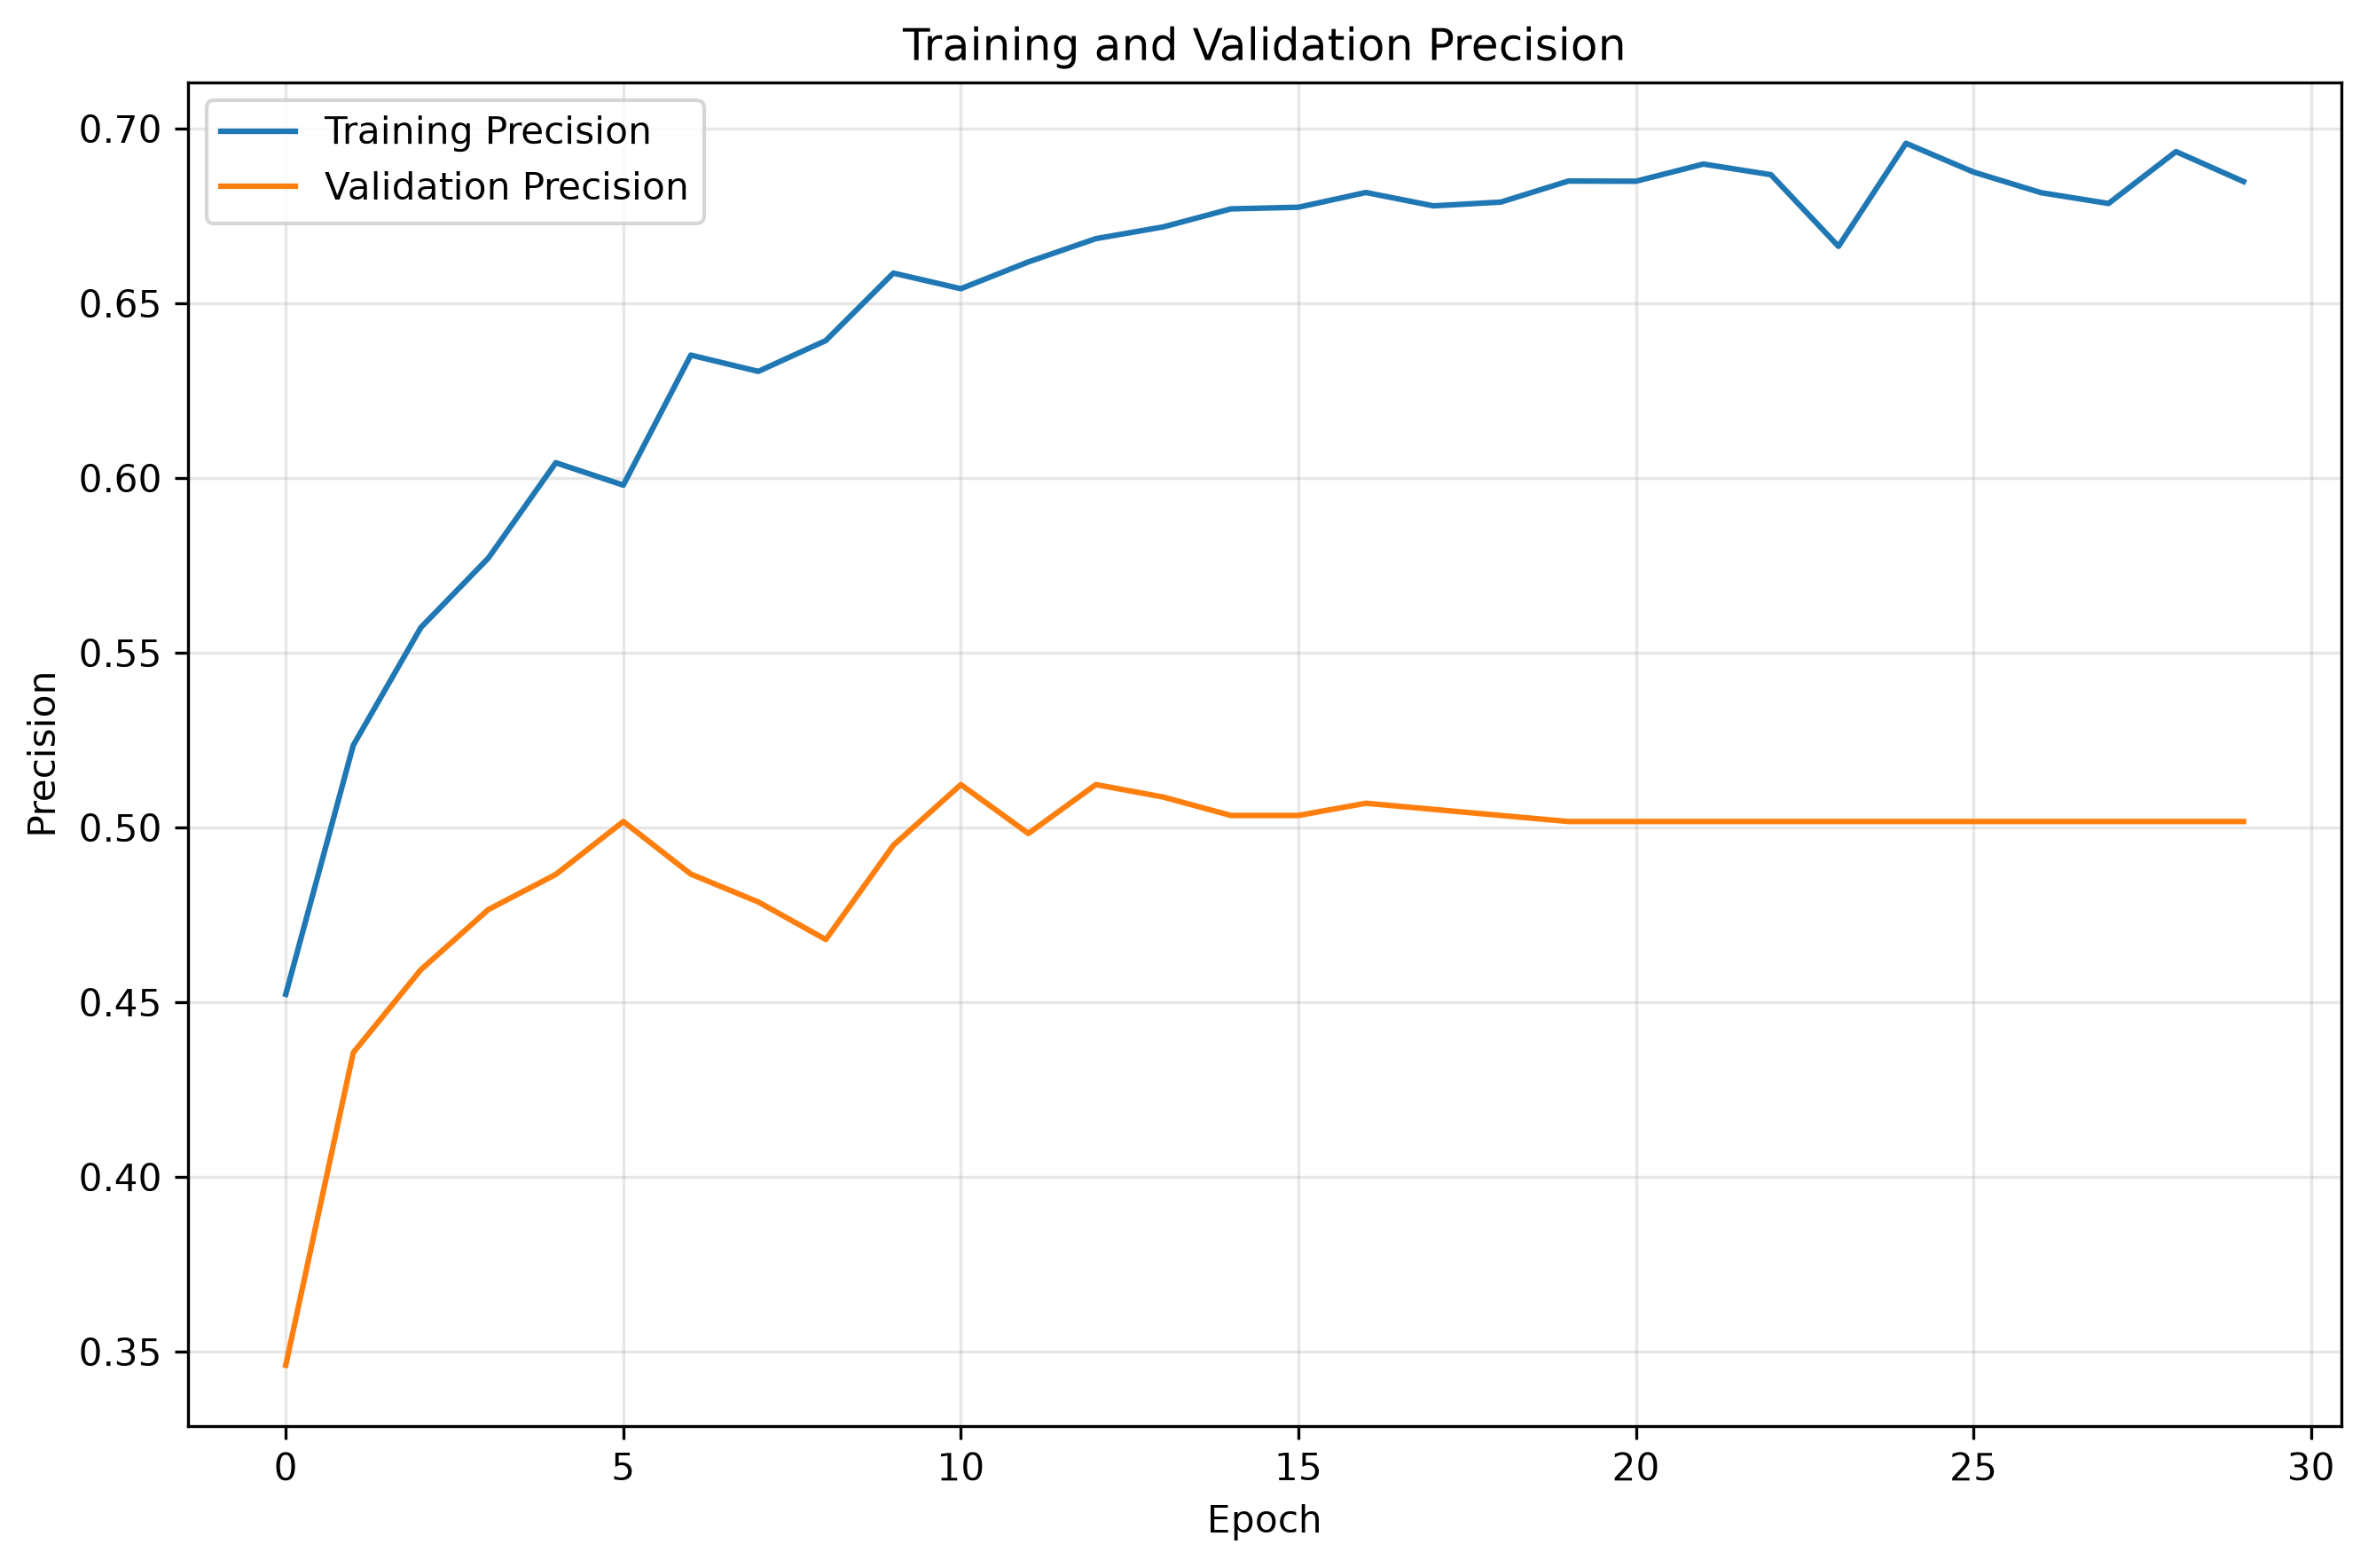 Training and Validation Precision
Training Precision
Validation Precision
0.70
0.65
0.60
0.55
0.50
0.45
0.40
0.35
Precision
0 5 10 15 20 25 30
Epoch